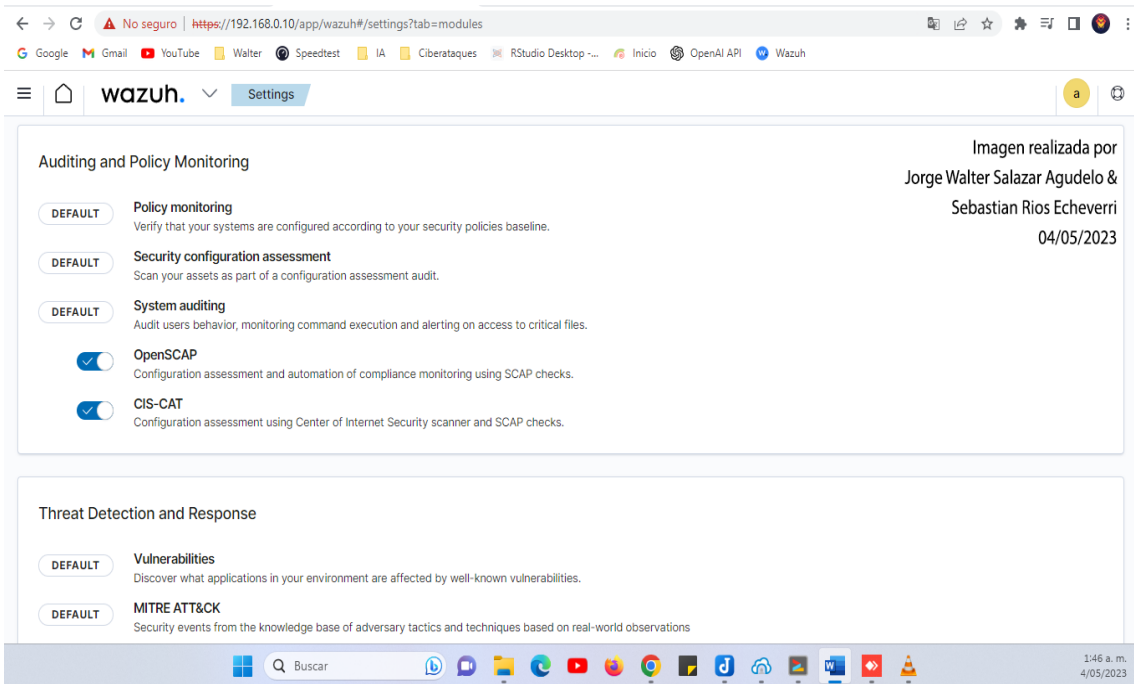 No seguro | https://192.168.0.10/app/wazuh#/settings?tab=modules
Google Gmail YouTube Walter Speedtest IA Ciberataques RStudio Desktop -... Inicio OpenAI API Wazuh
wazuh. Settings a
Auditing and Policy Monitoring
Imagen realizada por
Jorge Walter Salazar Agudelo &
Sebastian Rios Echeverri
04/05/2023
DEFAULT Policy monitoring
Verify that your systems are configured according to your security policies baseline.
DEFAULT Security configuration assessment
Scan your assets as part of a configuration assessment audit.
DEFAULT System auditing
Audit users behavior, monitoring command execution and alerting on access to critical files.
OpenSCAP
Configuration assessment and automation of compliance monitoring using SCAP checks.
CIS-CAT
Configuration assessment using Center of Internet Security scanner and SCAP checks.
Threat Detection and Response
DEFAULT Vulnerabilities
Discover what applications in your environment are affected by well-known vulnerabilities.
DEFAULT MITRE ATT&CK
Security events from the knowledge base of adversary tactics and techniques based on real-world observations
Buscar
1:46 a. m.
4/05/2023